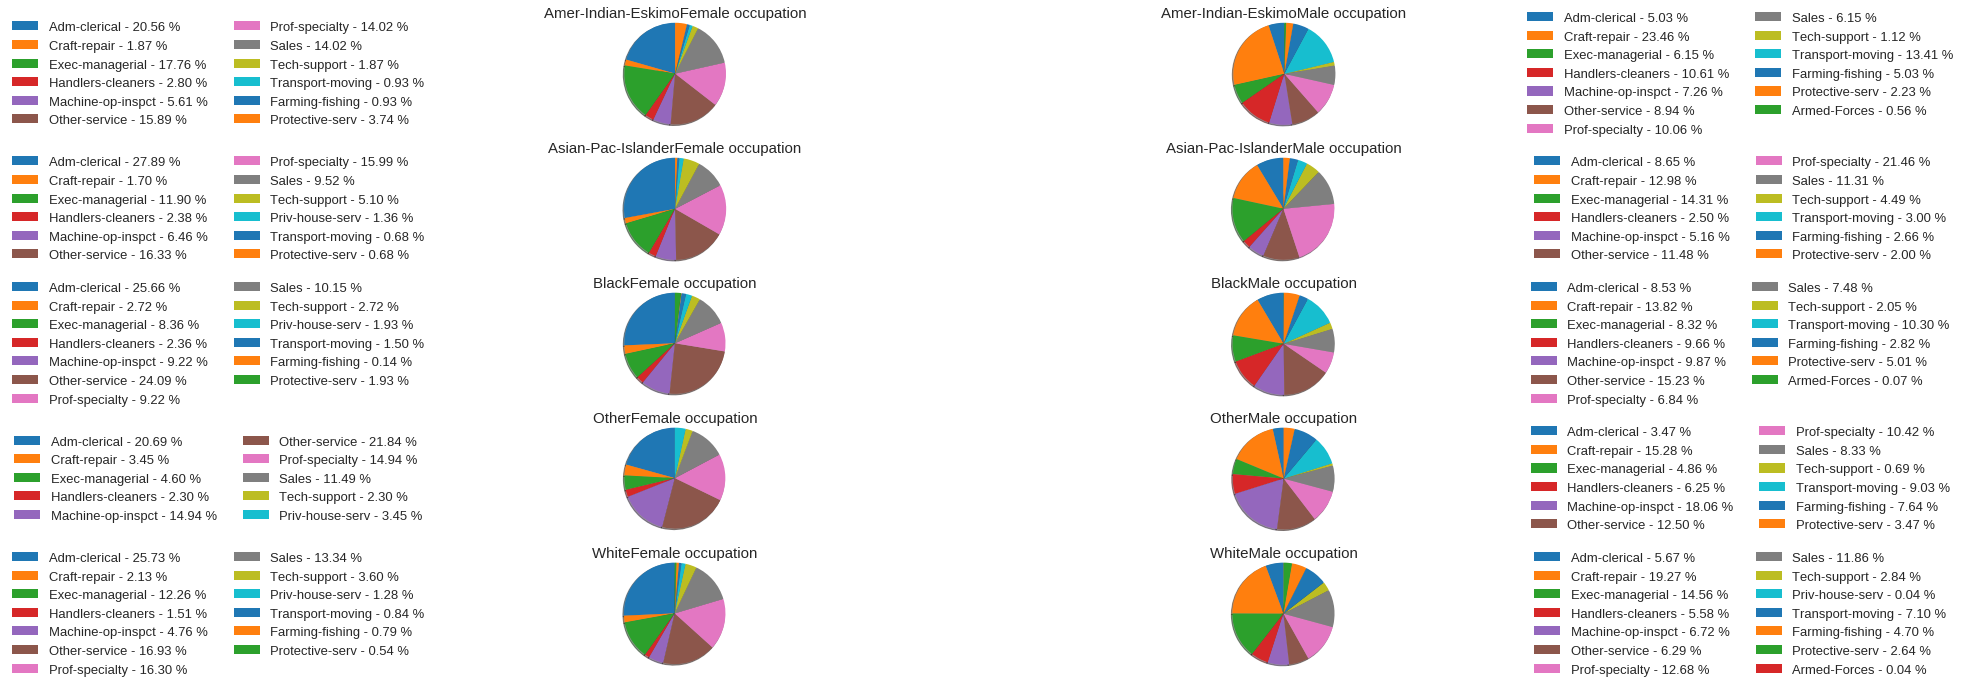 Amer-Indian-EskimoFemale occupation
Adm-clerical - 20.56 %
Craft-repair - 1.87 %
Exec-managerial - 17.76 %
Handlers-cleaners - 2.80 %
Machine-op-inspct - 5.61 %
Other-service - 15.89 %
Prof-specialty - 14.02 %
Sales - 14.02 %
Tech-support - 1.87 %
Transport-moving - 0.93 %
Farming-fishing - 0.93 %
Protective-serv - 3.74 %
Amer-Indian-EskimoMale occupation
Adm-clerical - 5.03 %
Craft-repair - 23.46 %
Exec-managerial - 6.15 %
Handlers-cleaners - 10.61 %
Machine-op-inspct - 7.26 %
Other-service - 8.94 %
Prof-specialty - 10.06 %
Sales - 6.15 %
Tech-support - 1.12 %
Transport-moving - 13.41 %
Farming-fishing - 5.03 %
Protective-serv - 2.23 %
Armed-Forces - 0.56 %
Asian-Pac-IslanderFemale occupation
Adm-clerical - 27.89 %
Craft-repair - 1.70 %
Exec-managerial - 11.90 %
Handlers-cleaners - 2.38 %
Machine-op-inspct - 6.46 %
Other-service - 16.33 %
Prof-specialty - 15.99 %
Sales - 9.52 %
Tech-support - 5.10 %
Priv-house-serv - 1.36 %
Transport-moving - 0.68 %
Protective-serv - 0.68 %
Asian-Pac-IslanderMale occupation
Adm-clerical - 8.65 %
Craft-repair - 12.98 %
Exec-managerial - 14.31 %
Handlers-cleaners - 2.50 %
Machine-op-inspct - 5.16 %
Other-service - 11.48 %
Prof-specialty - 21.46 %
Sales - 11.31 %
Tech-support - 4.49 %
Transport-moving - 3.00 %
Farming-fishing - 2.66 %
Protective-serv - 2.00 %
BlackFemale occupation
Adm-clerical - 25.66 %
Craft-repair - 2.72 %
Exec-managerial - 8.36 %
Handlers-cleaners - 2.36 %
Machine-op-inspct - 9.22 %
Other-service - 24.09 %
Prof-specialty - 9.22 %
Sales - 10.15 %
Tech-support - 2.72 %
Priv-house-serv - 1.93 %
Transport-moving - 1.50 %
Farming-fishing - 0.14 %
Protective-serv - 1.93 %
BlackMale occupation
Adm-clerical - 8.53 %
Craft-repair - 13.82 %
Exec-managerial - 8.32 %
Handlers-cleaners - 9.66 %
Machine-op-inspct - 9.87 %
Other-service - 15.23 %
Prof-specialty - 6.84 %
Sales - 7.48 %
Tech-support - 2.05 %
Transport-moving - 10.30 %
Farming-fishing - 2.82 %
Protective-serv - 5.01 %
Armed-Forces - 0.07 %
OtherFemale occupation
Adm-clerical - 20.69 %
Craft-repair - 3.45 %
Exec-managerial - 4.60 %
Handlers-cleaners - 2.30 %
Machine-op-inspct - 14.94 %
Other-service - 21.84 %
Prof-specialty - 14.94 %
Sales - 11.49 %
Tech-support - 2.30 %
Priv-house-serv - 3.45 %
OtherMale occupation
Adm-clerical - 3.47 %
Craft-repair - 15.28 %
Exec-managerial - 4.86 %
Handlers-cleaners - 6.25 %
Machine-op-inspct - 18.06 %
Other-service - 12.50 %
Prof-specialty - 10.42 %
Sales - 8.33 %
Tech-support - 0.69 %
Transport-moving - 9.03 %
Farming-fishing - 7.64 %
Protective-serv - 3.47 %
WhiteFemale occupation
Adm-clerical - 25.73 %
Craft-repair - 2.13 %
Exec-managerial - 12.26 %
Handlers-cleaners - 1.51 %
Machine-op-inspct - 4.76 %
Other-service - 16.93 %
Prof-specialty - 16.30 %
Sales - 13.34 %
Tech-support - 3.60 %
Priv-house-serv - 1.28 %
Transport-moving - 0.84 %
Farming-fishing - 0.79 %
Protective-serv - 0.54 %
WhiteMale occupation
Adm-clerical - 5.67 %
Craft-repair - 19.27 %
Exec-managerial - 14.56 %
Handlers-cleaners - 5.58 %
Machine-op-inspct - 6.72 %
Other-service - 6.29 %
Prof-specialty - 12.68 %
Sales - 11.86 %
Tech-support - 2.84 %
Priv-house-serv - 0.04 %
Transport-moving - 7.10 %
Farming-fishing - 4.70 %
Protective-serv - 2.64 %
Armed-Forces - 0.04 %